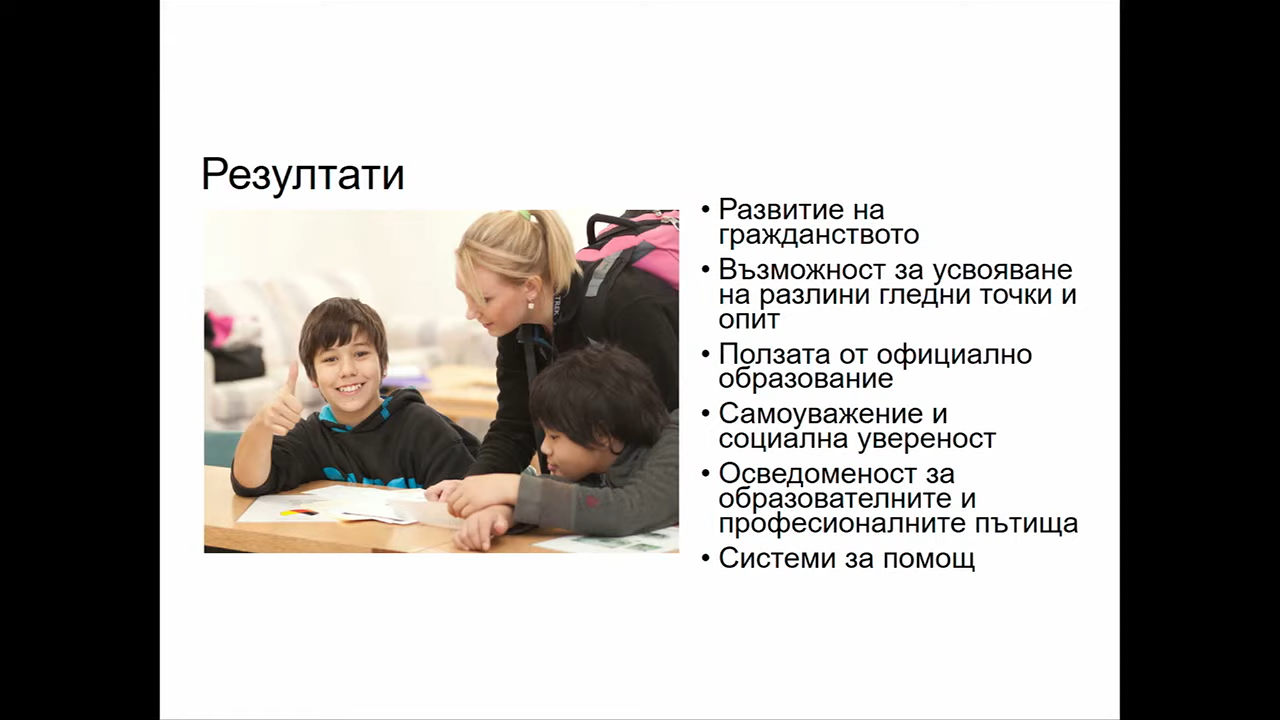 Резултати
• Развитие на
гражданството
• Възможност за усвояване
на разлини гледни точки и
опит
• Ползата от официално
образование
• Самоуважение и
социална увереност
• Осведоменост за
образователните и
професионалните пътища
• Системи за помощ
TREK